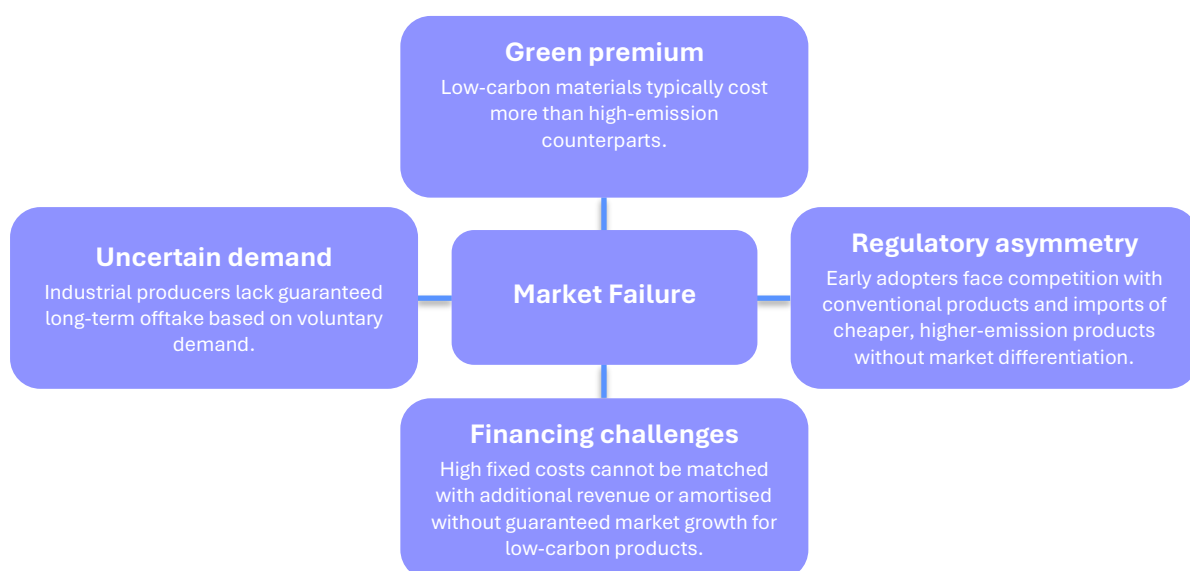 Green premium
Low-carbon materials typically cost
more than high-emission
counterparts.
Uncertain demand
Industrial producers lack guaranteed
long-term offtake based on voluntary
demand.
Market Failure
Regulatory asymmetry
Early adopters face competition with
conventional products and imports of
cheaper, higher-emission products
without market differentiation.
Financing challenges
High fixed costs cannot be matched
with additional revenue or amortised
without guaranteed market growth for
low-carbon products.